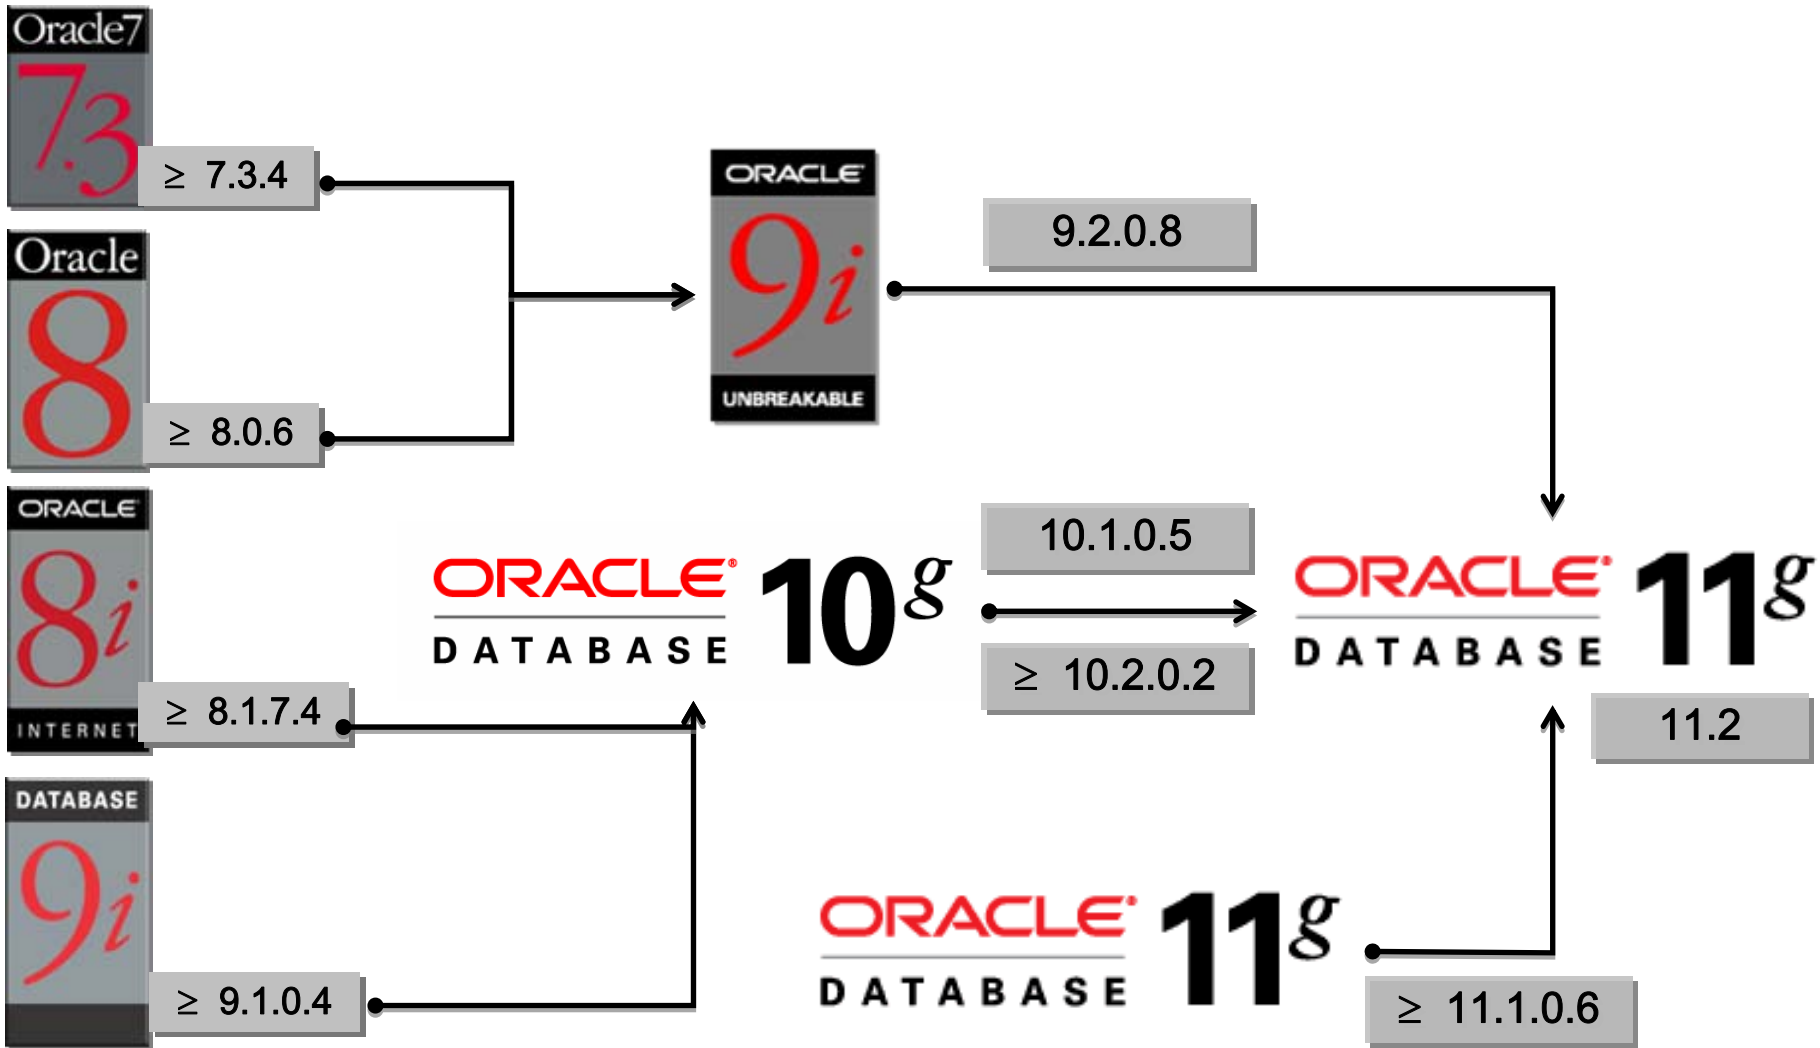 Oracle7
7.3
≥ 7.3.4
Oracle
8
≥ 8.0.6
ORACLE
8i
INTERNET
≥ 8.1.7.4
DATABASE
9i
≥ 9.1.0.4
ORACLE
9i
UNBREAKABLE
9.2.0.8
ORACLE® 10g
DATABASE
10.1.0.5
≥ 10.2.0.2
ORACLE® 11g
DATABASE
11.2
ORACLE® 11g
DATABASE
≥ 11.1.0.6